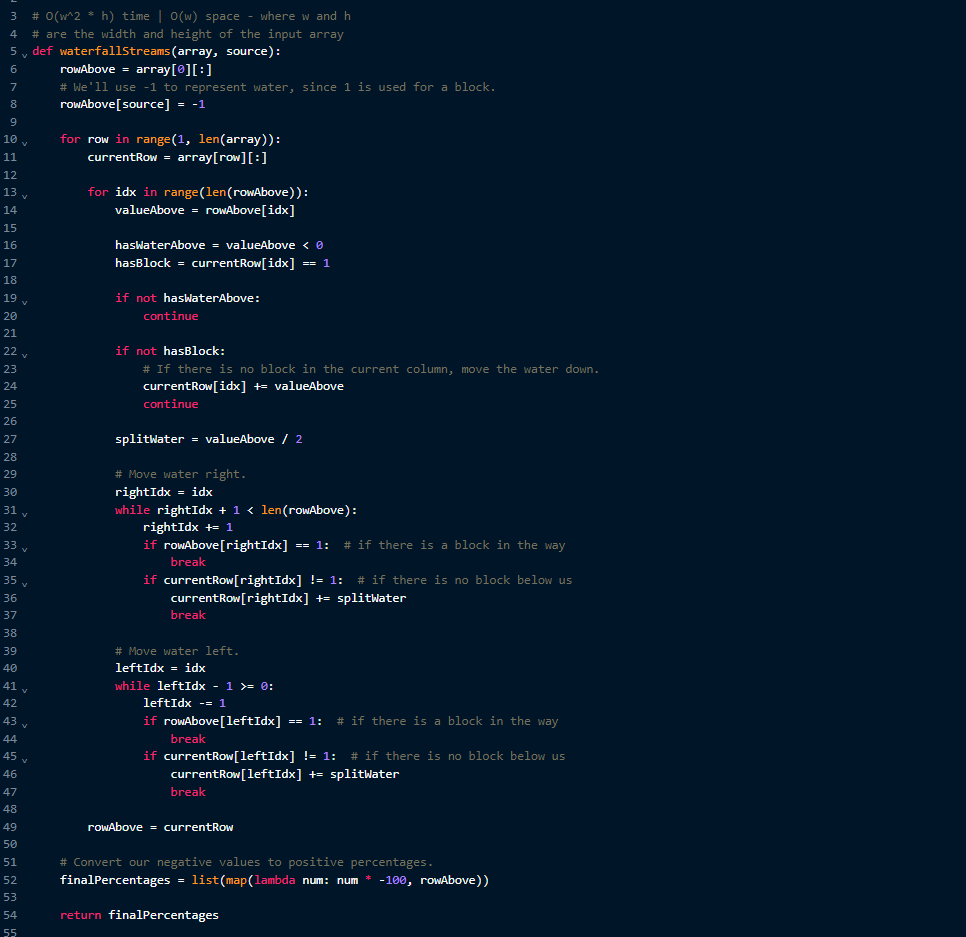 3 # O(w^2 * h) time | O(w) space - where w and h
4 # are the width and height of the input array
5 def waterfallStreams(array, source):
6     rowAbove = array[0][:]
7     # We'll use -1 to represent water, since 1 is used for a block.
8     rowAbove[source] = -1
9
10     for row in range(1, len(array)):
11         currentRow = array[row][:]
12
13         for idx in range(len(rowAbove)):
14             valueAbove = rowAbove[idx]
15
16             hasWaterAbove = valueAbove < 0
17             hasBlock = currentRow[idx] == 1
18
19             if not hasWaterAbove:
20                 continue
21
22             if not hasBlock:
23                 # If there is no block in the current column, move the water down.
24                 currentRow[idx] += valueAbove
25                 continue
26
27             splitWater = valueAbove / 2
28
29             # Move water right.
30             rightIdx = idx
31             while rightIdx + 1 < len(rowAbove):
32                 rightIdx += 1
33                 if rowAbove[rightIdx] == 1:  # if there is a block in the way
34                     break
35                 if currentRow[rightIdx] != 1:  # if there is no block below us
36                     currentRow[rightIdx] += splitWater
37                     break
38
39             # Move water left.
40             leftIdx = idx
41             while leftIdx - 1 >= 0:
42                 leftIdx -= 1
43                 if rowAbove[leftIdx] == 1:  # if there is a block in the way
44                     break
45                 if currentRow[leftIdx] != 1:  # if there is no block below us
46                     currentRow[leftIdx] += splitWater
47                     break
48
49         rowAbove = currentRow
50
51     # Convert our negative values to positive percentages.
52     finalPercentages = list(map(lambda num: num * -100, rowAbove))
53
54     return finalPercentages
55